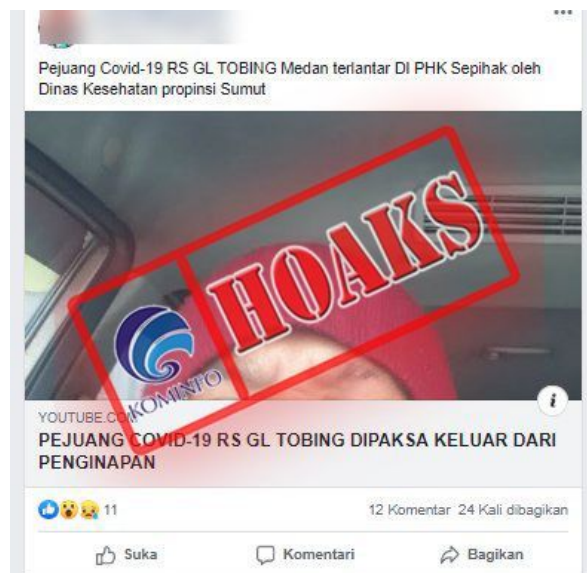 Pejuang Covid-19 RS GL TOBING Medan terlantar DI PHK Sepihak oleh
Dinas Kesehatan propinsi Sumut
HOAKS
KOMINFO
YOUTUBE.COM
PEJUANG COVID-19 RS GL TOBING DIPAKSA KELUAR DARI
PENGINAPAN
11
12 Komentar 24 Kali dibagikan
Suka Komentari Bagikan